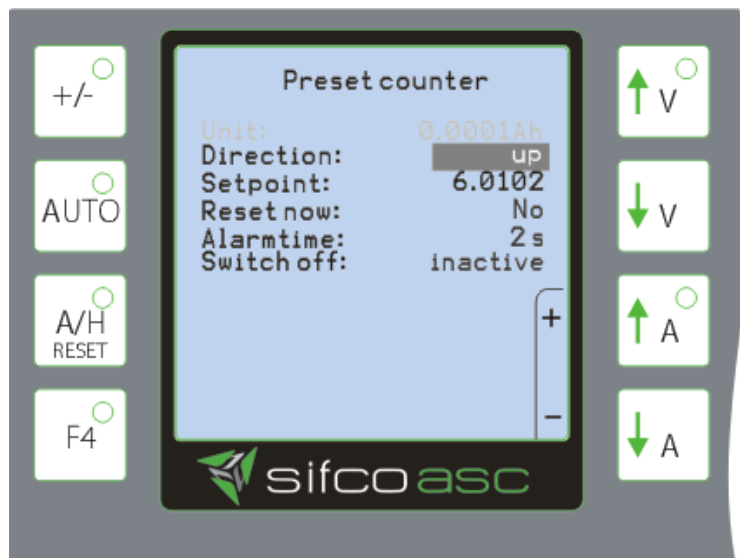 Preset counter
Unit: 0.0001Ah
Direction: up
Setpoint: 6.0102
Reset now: No
Alarmtime: 2 s
Switch off: inactive
+
−
+/-
AUTO
A/H
RESET
F4
V
V
A
A
sifco asc